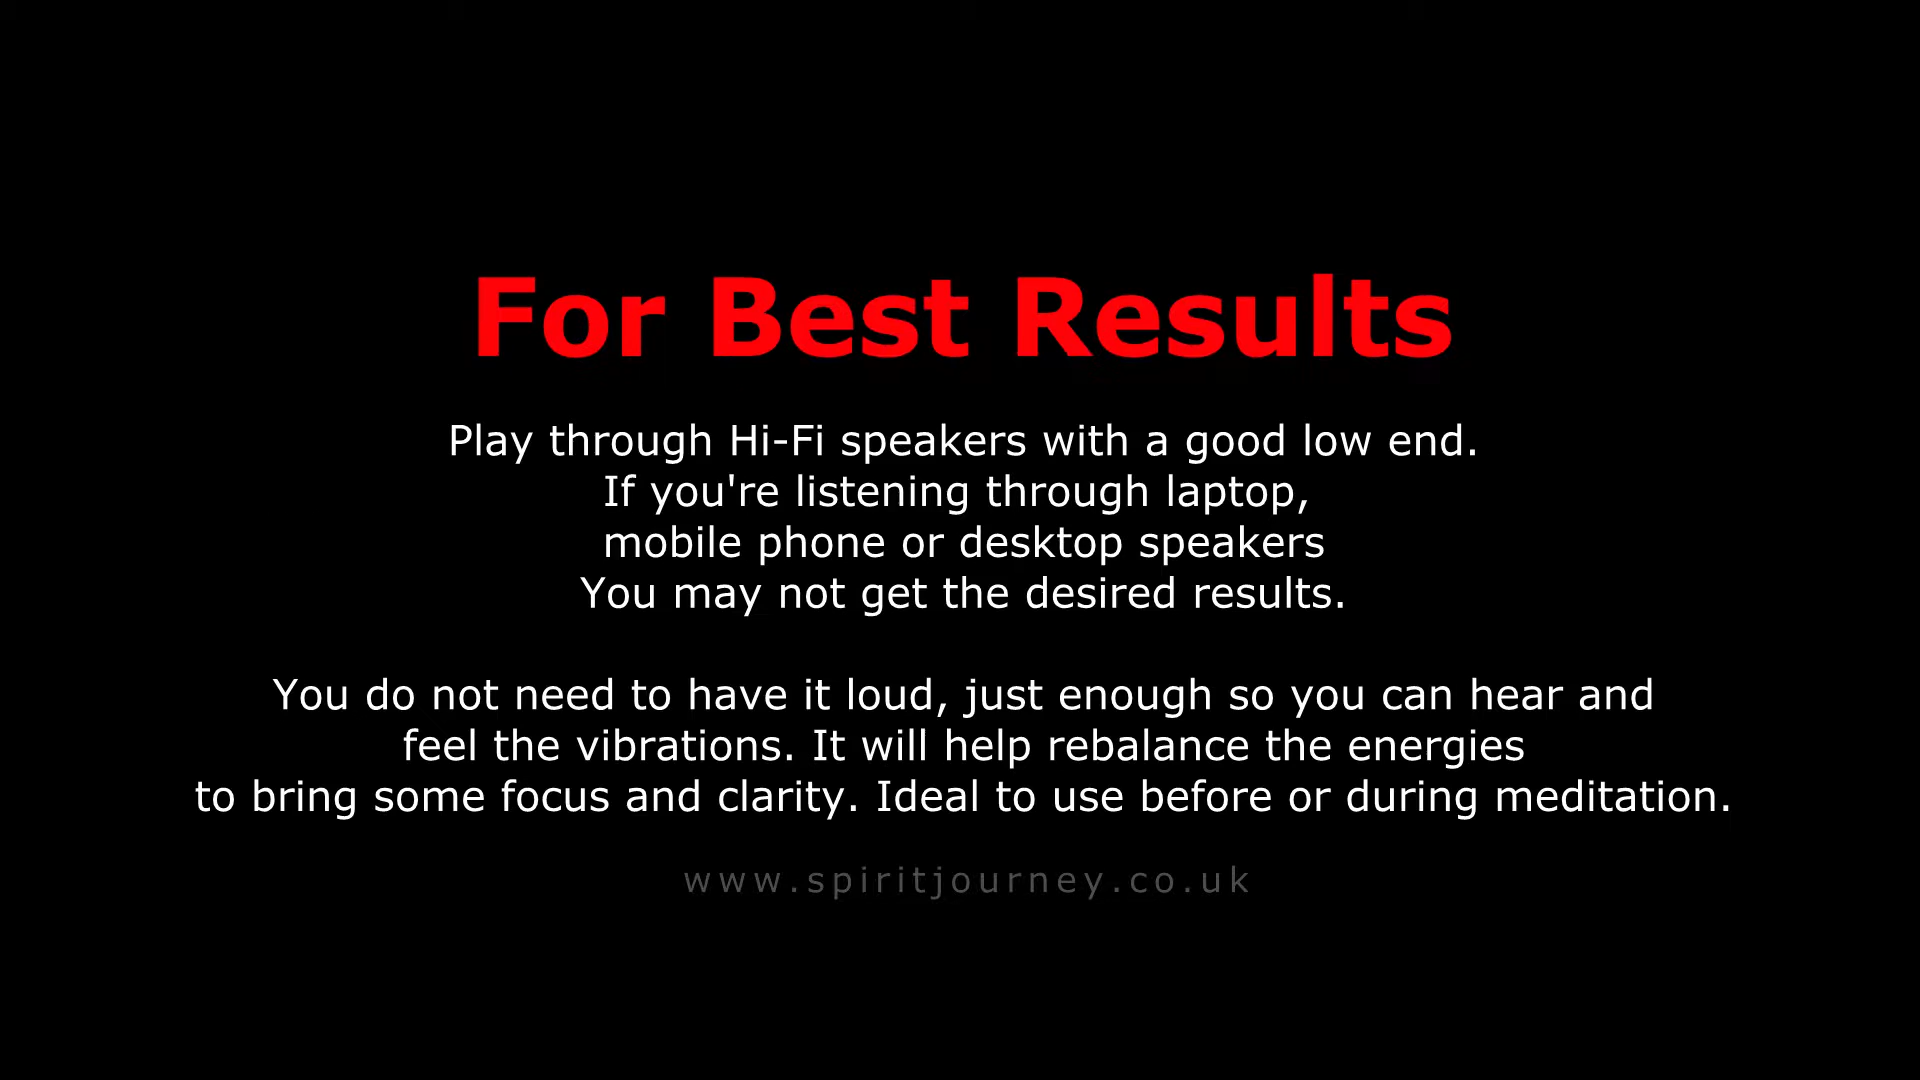 For Best Results
Play through Hi-Fi speakers with a good low end.
If you're listening through laptop,
mobile phone or desktop speakers
You may not get the desired results.
You do not need to have it loud, just enough so you can hear and
feel the vibrations. It will help rebalance the energies
to bring some focus and clarity. Ideal to use before or during meditation.
www.spiritjourney.co.uk